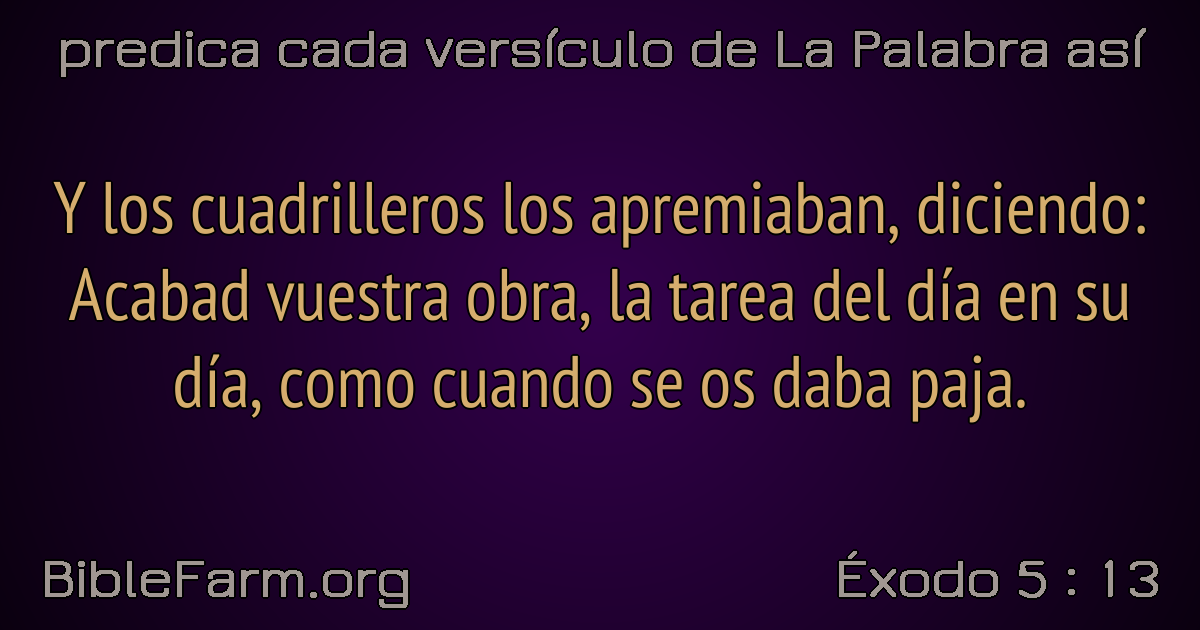 predica cada versículo de La Palabra así
Y los cuadrilleros los apremiaban, diciendo:
Acabad vuestra obra, la tarea del día en su
día, como cuando se os daba paja.
BibleFarm.org
Éxodo 5 : 13